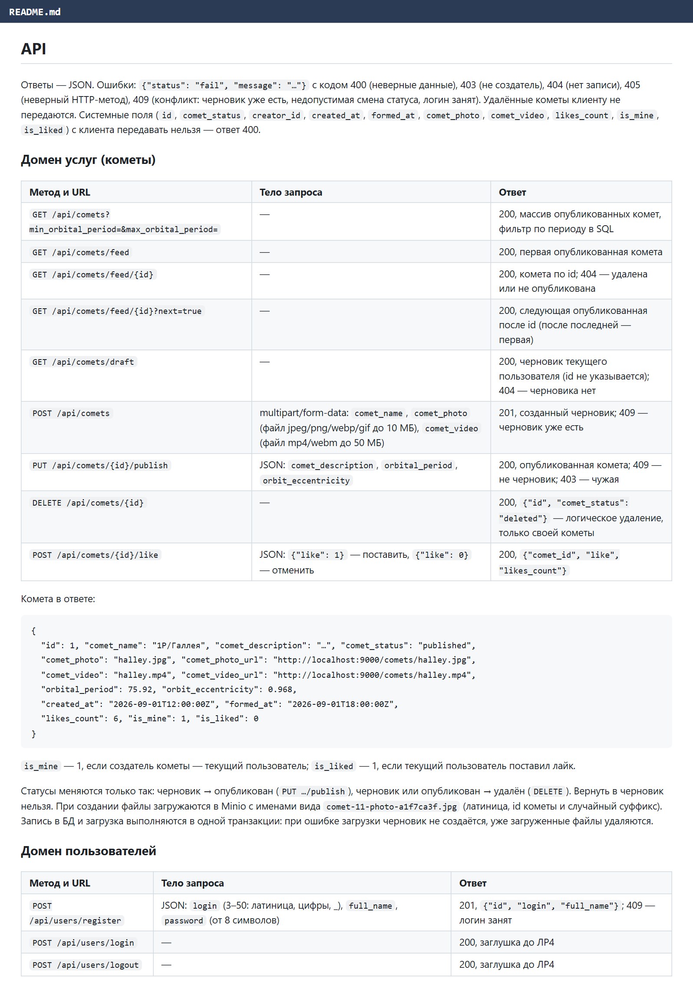 README.md
API
Ответы — JSON. Ошибки: {"status": "fail", "message": "…"} с кодом 400 (неверные данные), 403 (не создатель), 404 (нет записи), 405
(неверный HTTP-метод), 409 (конфликт: черновик уже есть, недопустимая смена статуса, логин занят). Удалённые кометы клиенту не
передаются. Системные поля (id, comet_status, creator_id, created_at, formed_at, comet_photo, comet_video, likes_count, is_mine,
is_liked) с клиента передавать нельзя — ответ 400.
Домен услуг (кометы)
Метод и URL
Тело запроса
Ответ
GET /api/comets?
min_orbital_period=&max_orbital_period=
—
200, массив опубликованных комет,
фильтр по периоду в SQL
GET /api/comets/feed
—
200, первая опубликованная комета
GET /api/comets/feed/{id}
—
200, комета по id; 404 — удалена
или не опубликована
GET /api/comets/feed/{id}?next=true
—
200, следующая опубликованная
после id (после последней —
первая)
GET /api/comets/draft
—
200, черновик текущего
пользователя (id не указывается);
404 — черновика нет
POST /api/comets
multipart/form-data: comet_name, comet_photo
(файл jpeg/png/webp/gif до 10 МБ), comet_video
(файл mp4/webm до 50 МБ)
201, созданный черновик; 409 —
черновик уже есть
PUT /api/comets/{id}/publish
JSON: comet_description, orbital_period,
orbit_eccentricity
200, опубликованная комета; 409 —
не черновик; 403 — чужая
DELETE /api/comets/{id}
—
200, {"id", "comet_status":
"deleted"} — логическое удаление,
только своей кометы
POST /api/comets/{id}/like
JSON: {"like": 1} — поставить, {"like": 0}
— отменить
200, {"comet_id", "like",
"likes_count"}
Комета в ответе:
{
"id": 1, "comet_name": "1P/Галлея", "comet_description": "…", "comet_status": "published",
"comet_photo": "halley.jpg", "comet_photo_url": "http://localhost:9000/comets/halley.jpg",
"comet_video": "halley.mp4", "comet_video_url": "http://localhost:9000/comets/halley.mp4",
"orbital_period": 75.92, "orbit_eccentricity": 0.968,
"created_at": "2026-09-01T12:00:00Z", "formed_at": "2026-09-01T18:00:00Z",
"likes_count": 6, "is_mine": 1, "is_liked": 0
}
is_mine — 1, если создатель кометы — текущий пользователь; is_liked — 1, если текущий пользователь поставил лайк.
Статусы меняются только так: черновик → опубликован (PUT …/publish), черновик или опубликован → удалён (DELETE). Вернуть в черновик
нельзя. При создании файлы загружаются в Minio с именами вида comet-11-photo-a1f7ca3f.jpg (латиница, id кометы и случайный суффикс).
Запись в БД и загрузка выполняются в одной транзакции: при ошибке загрузки черновик не создаётся, уже загруженные файлы удаляются.
Домен пользователей
Метод и URL
Тело запроса
Ответ
POST
/api/users/register
JSON: login (3–50: латиница, цифры, _), full_name,
password (от 8 символов)
201, {"id", "login", "full_name"}; 409 —
логин занят
POST /api/users/login
—
200, заглушка до ЛР4
POST /api/users/logout
—
200, заглушка до ЛР4